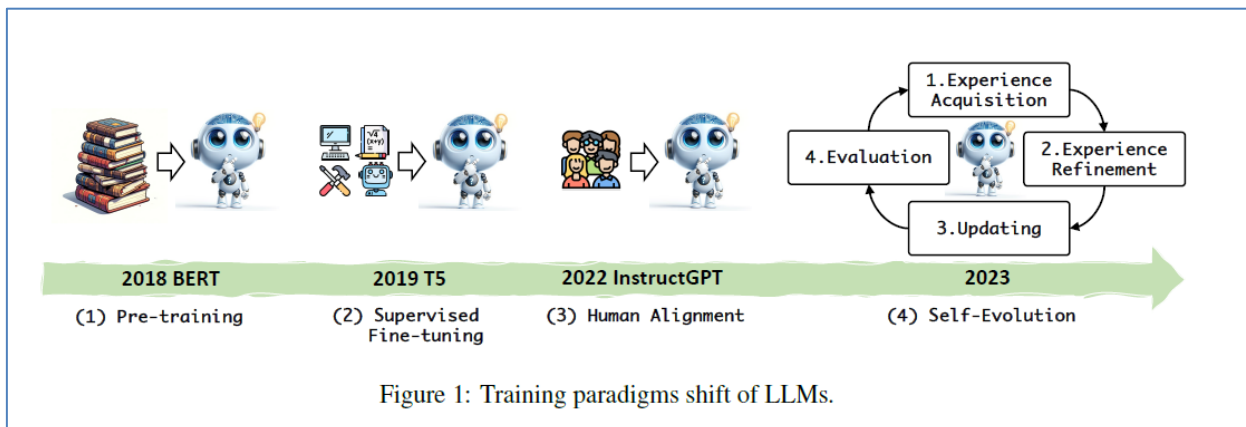 1.Experience
Acquisition
2.Experience
Refinement
3.Updating
4.Evaluation
2018 BERT
2019 T5
2022 InstructGPT
2023
(1) Pre-training
(2) Supervised
Fine-tuning
(3) Human Alignment
(4) Self-Evolution
Figure 1: Training paradigms shift of LLMs.